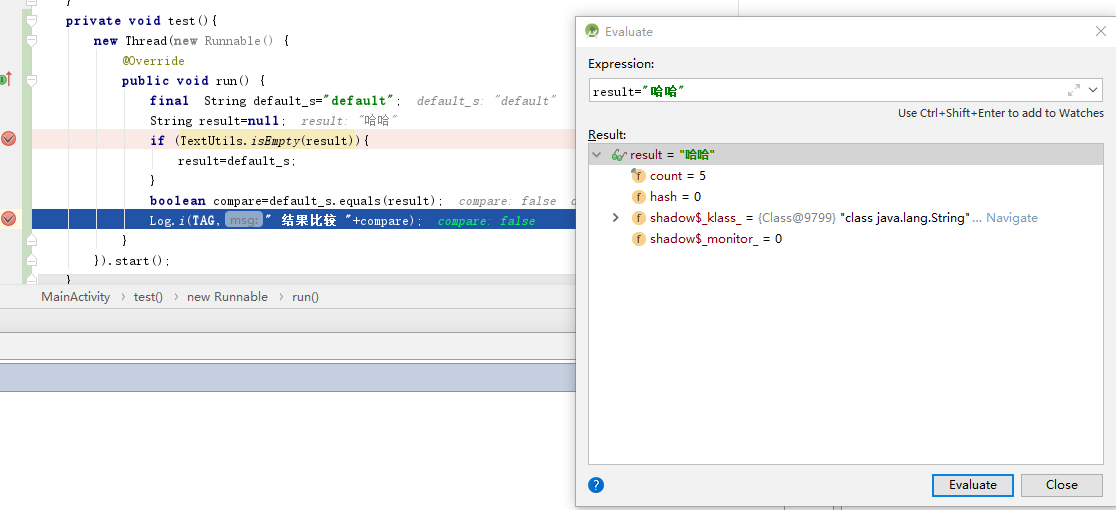 }
private void test(){
new Thread(new Runnable() {
@Override
public void run() {
final String default_s="default"; default_s: "default"
String result=null; result: "哈哈"
if (TextUtils.isEmpty(result)){
result=default_s;
}
boolean compare=default_s.equals(result); compare: false d
Log.i(TAG, msg: " 结果比较 "+compare); compare: false
}
}).start();
}
MainActivity > test() > new Runnable > run()
Evaluate
Expression:
result="哈哈"
Use Ctrl+Shift+Enter to add to Watches
Result:
result = "哈哈"
f count = 5
f hash = 0
f shadow$_klass_ = {Class@9799} "class java.lang.String"... Navigate
f shadow$_monitor_ = 0
?
Evaluate
Close